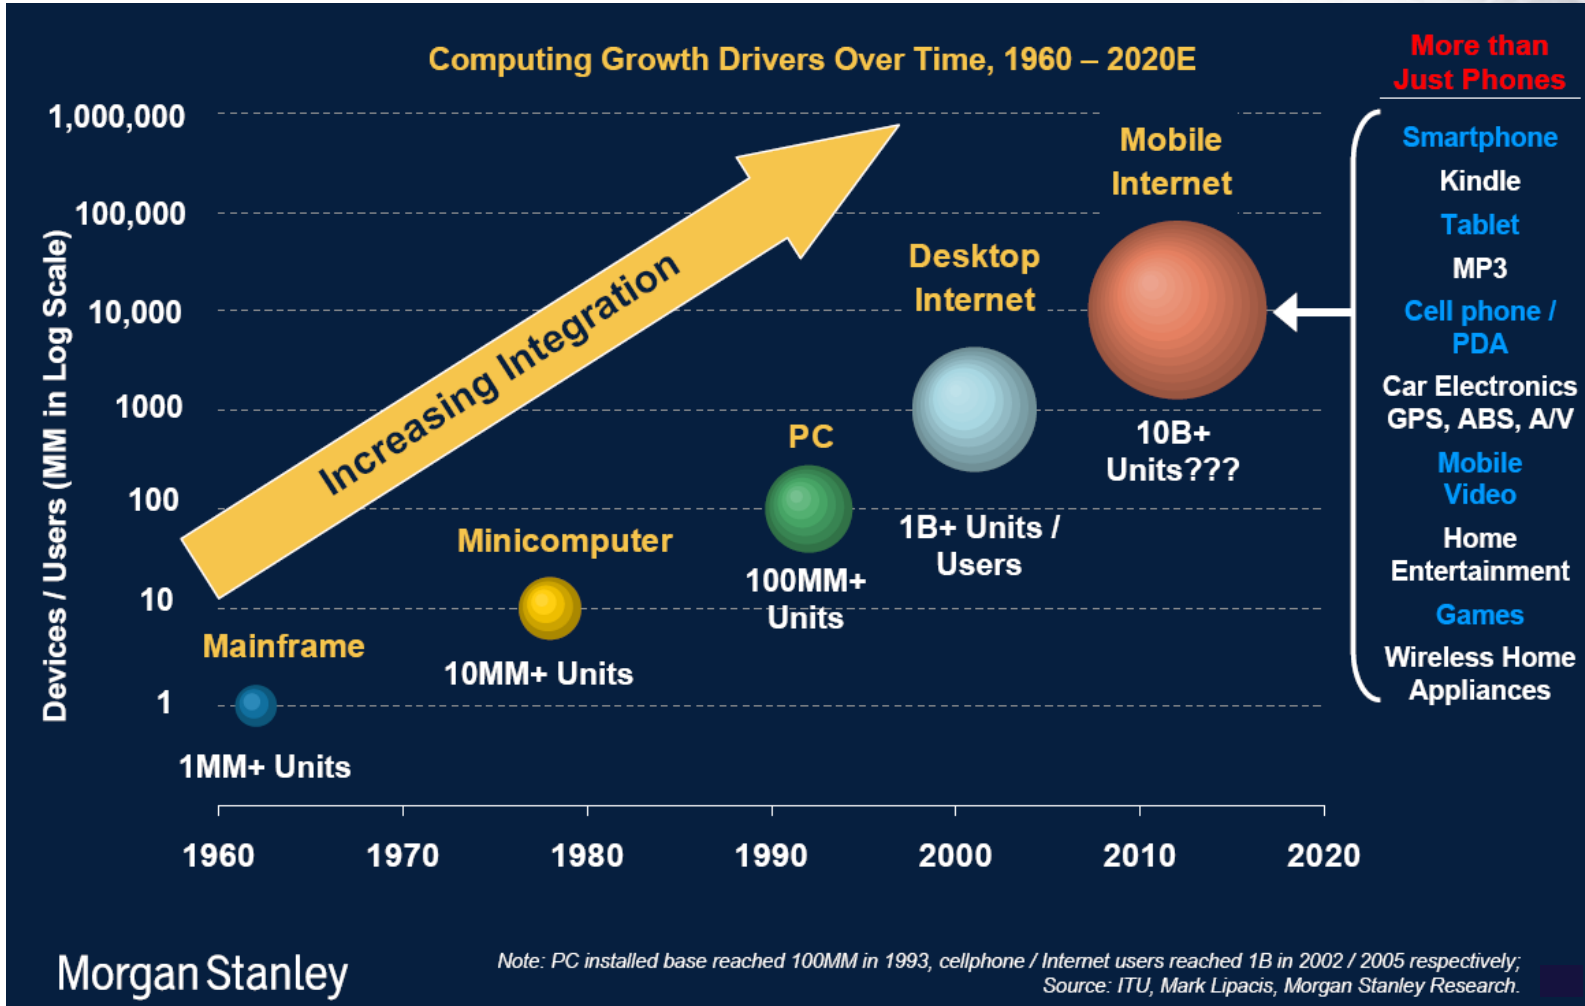 Computing Growth Drivers Over Time, 1960 – 2020E
More than
Just Phones
Devices / Users (MM in Log Scale)
1,000,000
100,000
10,000
1000
100
10
1
Increasing Integration
Mainframe
1MM+ Units
Minicomputer
10MM+ Units
PC
100MM+
Units
Desktop
Internet
1B+ Units /
Users
Mobile
Internet
10B+
Units???
Smartphone
Kindle
Tablet
MP3
Cell phone /
PDA
Car Electronics
GPS, ABS, A/V
Mobile
Video
Home
Entertainment
Games
Wireless Home
Appliances
1960
1970
1980
1990
2000
2010
2020
Morgan Stanley
Note: PC installed base reached 100MM in 1993, cellphone / Internet users reached 1B in 2002 / 2005 respectively;
Source: ITU, Mark Lipacis, Morgan Stanley Research.